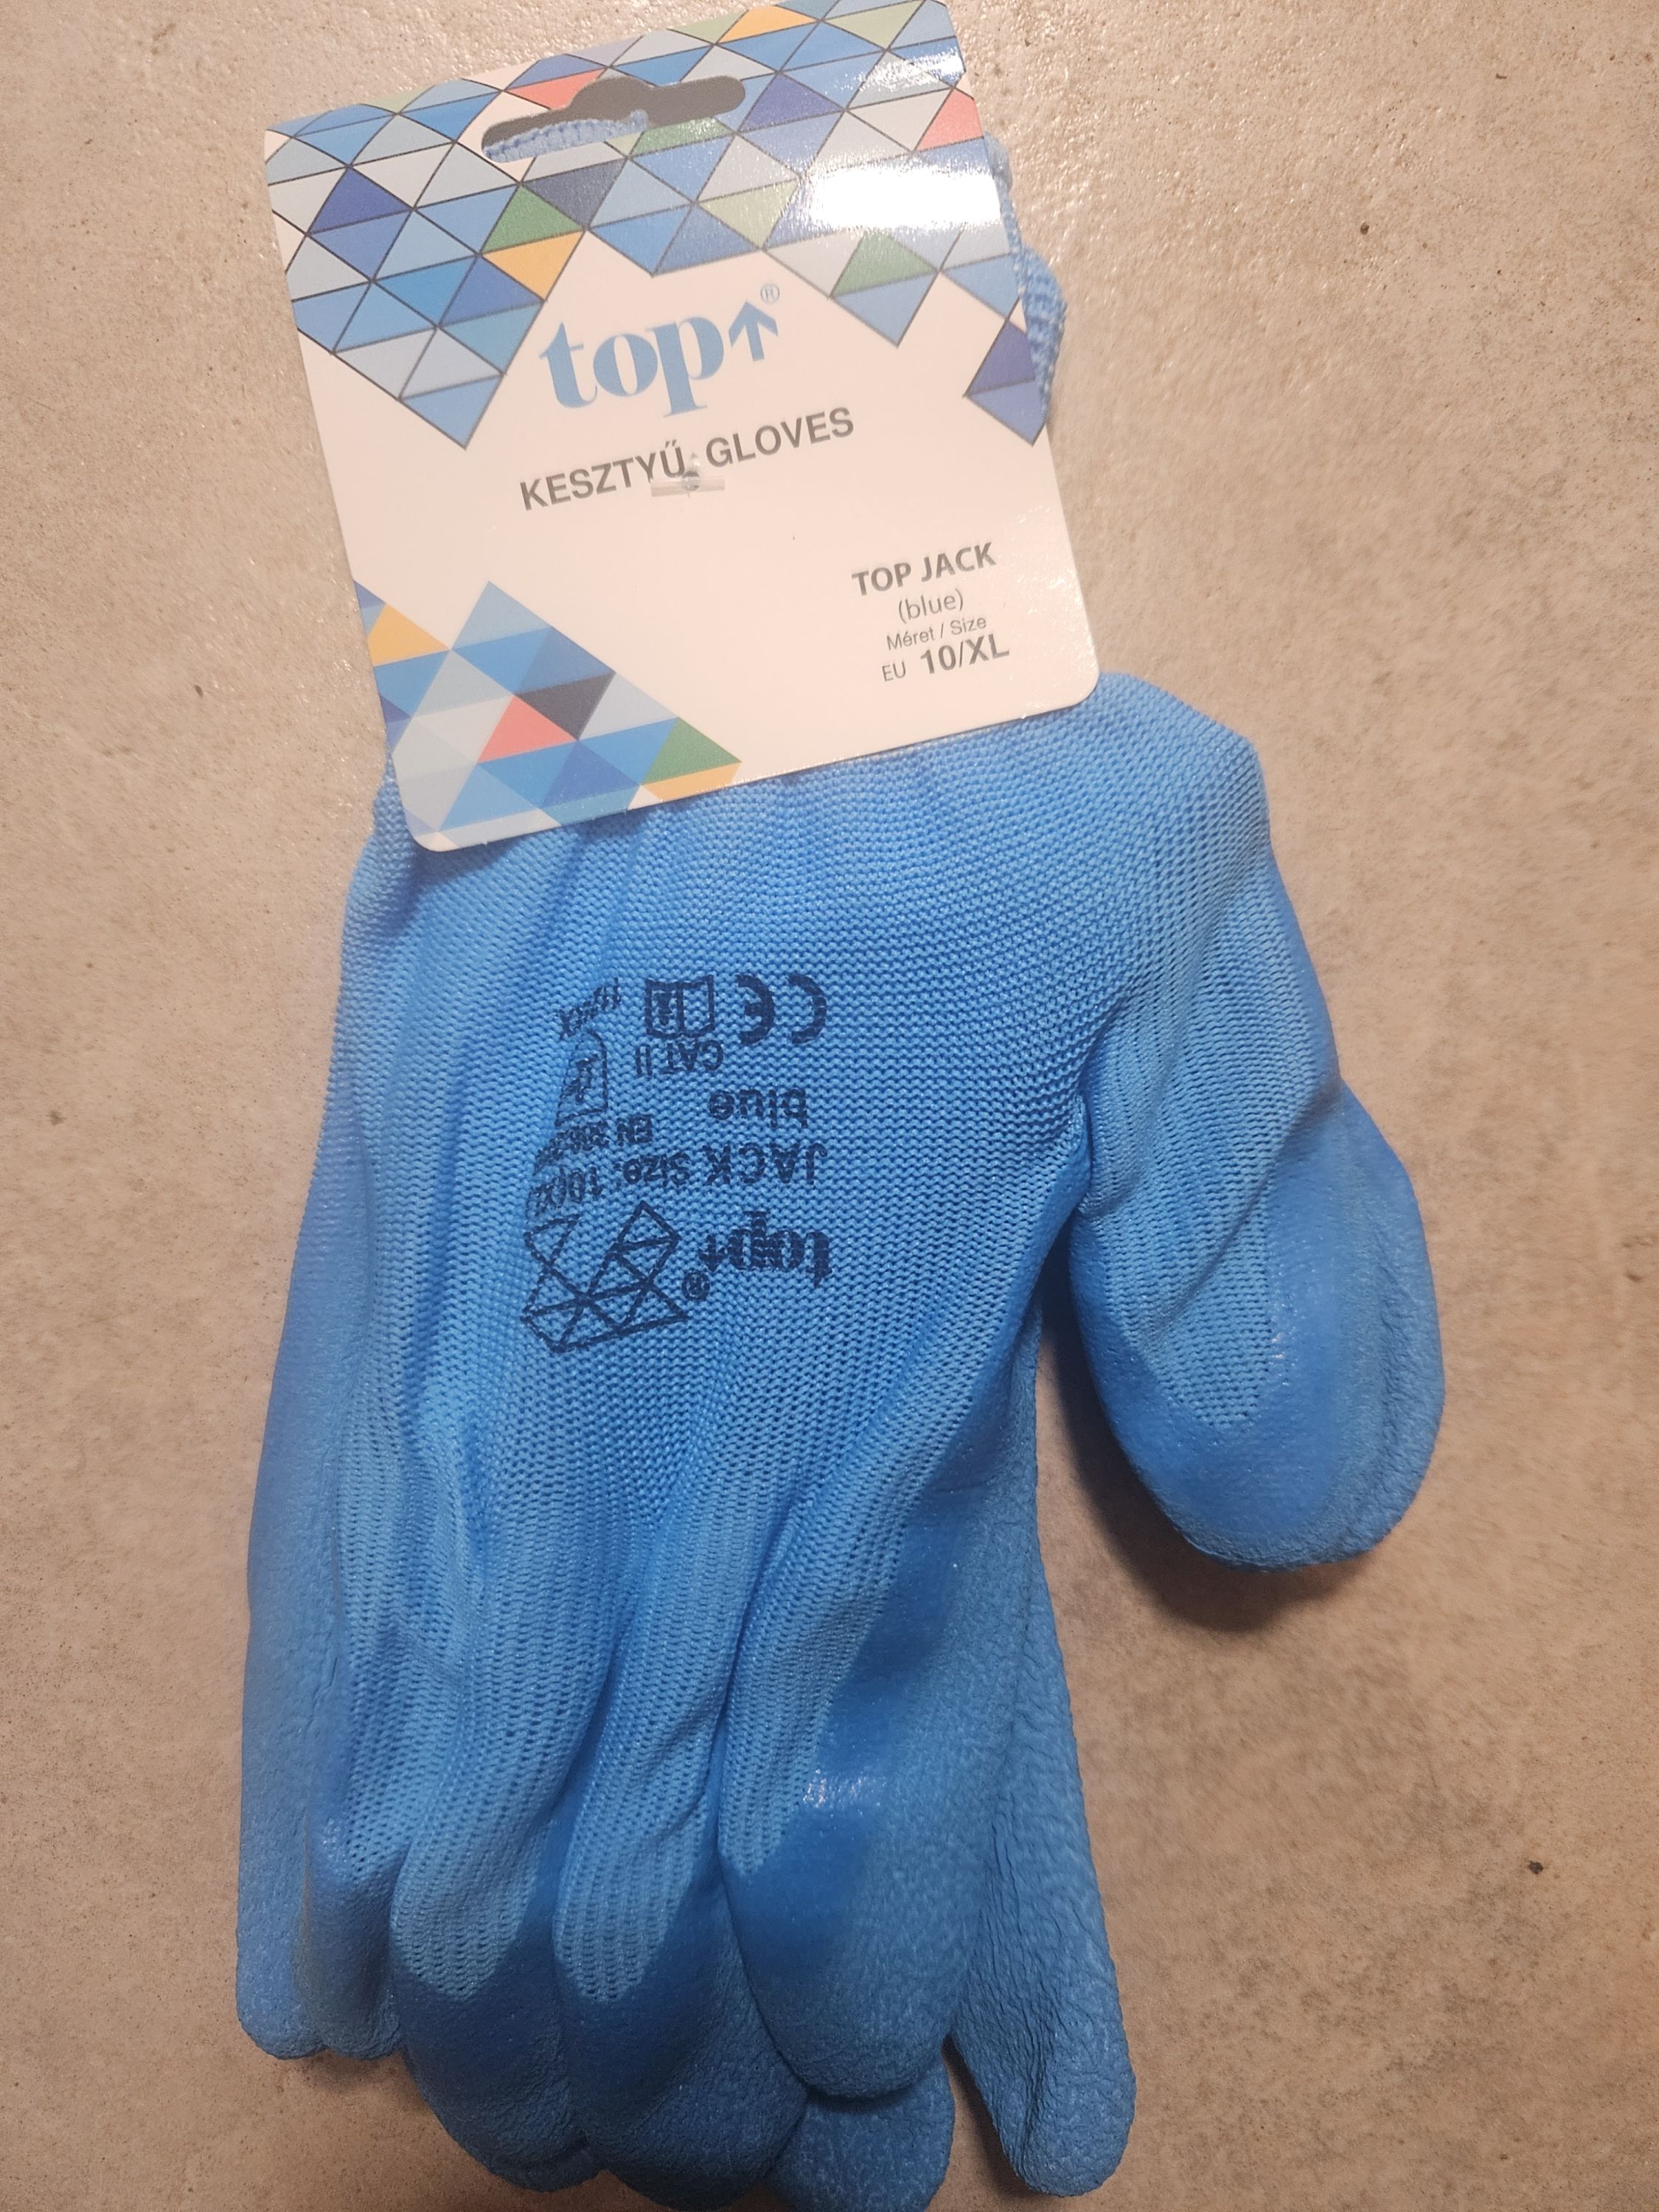 top®
KESZTYŰ, GLOVES
TOP JACK
(blue)
Méret / Size
EU 10/XL
top®
JACK Size: 10(XL
blue
CAT II
CE